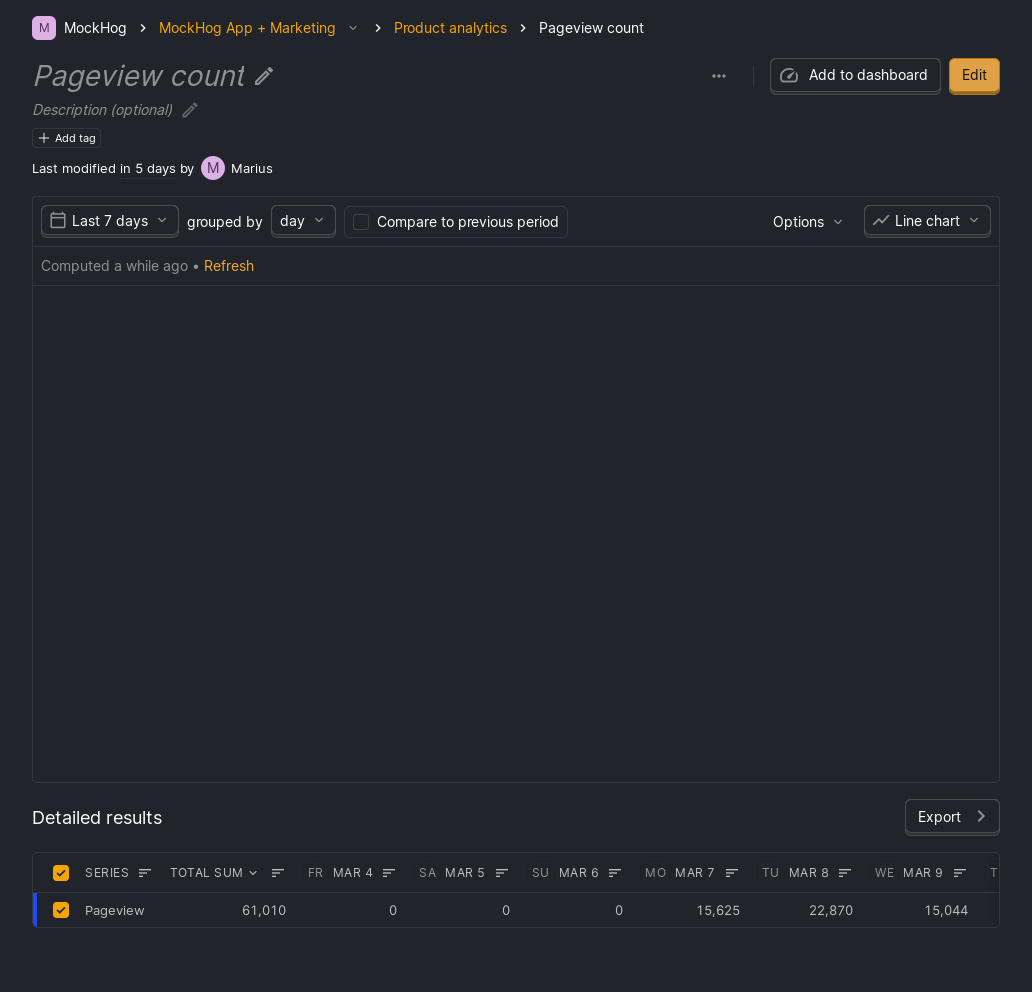 M MockHog MockHog App + Marketing Product analytics Pageview count
Pageview count
Add to dashboard Edit
Description (optional)
Add tag
Last modified in 5 days by M Marius
Last 7 days grouped by day Compare to previous period Options Line chart
Computed a while ago • Refresh
Detailed results
Export
SERIES TOTAL SUM FR MAR 4 SA MAR 5 SU MAR 6 MO MAR 7 TU MAR 8 WE MAR 9 T
Pageview 61,010 0 0 0 15,625 22,870 15,044